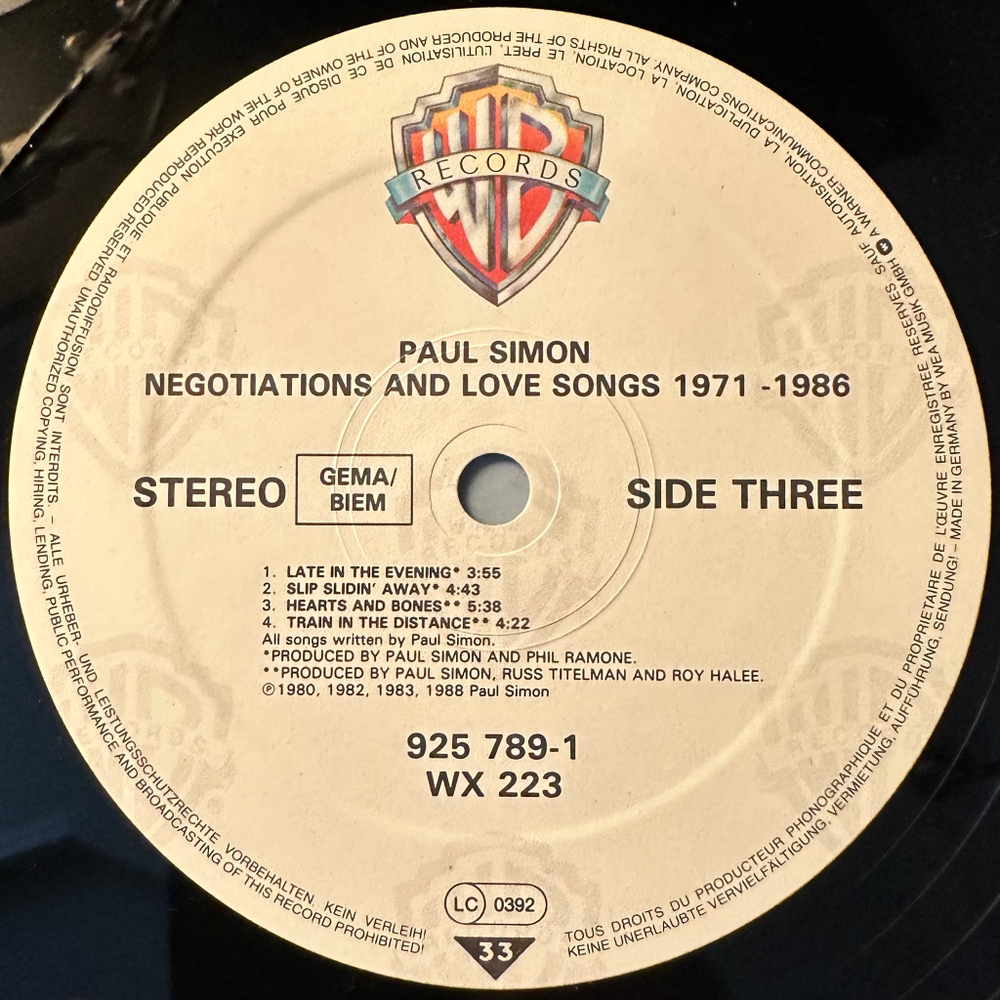 WB
RECORDS
PAUL SIMON
NEGOTIATIONS AND LOVE SONGS 1971 -1986
STEREO
GEMA/
BIEM
SIDE THREE
1. LATE IN THE EVENING* 3:55
2. SLIP SLIDIN' AWAY* 4:43
3. HEARTS AND BONES** 5:38
4. TRAIN IN THE DISTANCE** 4:22
All songs written by Paul Simon.
*PRODUCED BY PAUL SIMON AND PHIL RAMONE.
**PRODUCED BY PAUL SIMON, RUSS TITELMAN AND ROY HALEE.
℗1980, 1982, 1983, 1988 Paul Simon
925 789-1
WX 223
LC 0392
33
TOUS DROITS DU PRODUCTEUR PHONOGRAPHIQUE ET DU PROPRIETAIRE DE L'ŒUVRE ENREGISTREE RESERVES. SAUF AUTORISATION, LA DUPLICATION, LA LOCATION, LE PRET, L'UTILISATION DE CE DISQUE POUR EXECUTION PUBLIQUE ET RADIODIFFUSION SONT INTERDITS. – ALLE URHEBER- UND LEISTUNGSSCHUTZRECHTE VORBEHALTEN. KEIN VERLEIH!
KEINE UNERLAUBTE VERVIELFÄLTIGUNG, VERMIETUNG, AUFFÜHRUNG, SENDUNG! – MADE IN GERMANY BY WEA MUSIK GMBH A WARNER COMMUNICATIONS COMPANY. ALL RIGHTS OF THE PRODUCER AND OF THE OWNER OF THE WORK REPRODUCED RESERVED. UNAUTHORIZED COPYING, HIRING, LENDING, PUBLIC PERFORMANCE AND BROADCASTING OF THIS RECORD PROHIBITED!